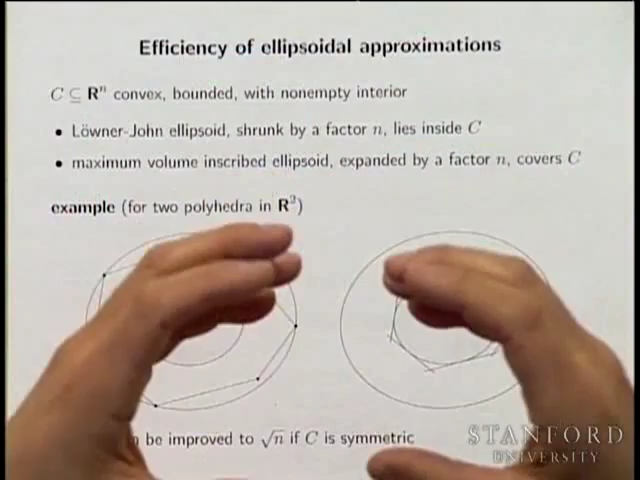 Efficiency of ellipsoidal approximations
C ⊆ Rⁿ convex, bounded, with nonempty interior
• Löwner-John ellipsoid, shrunk by a factor n, lies inside C
• maximum volume inscribed ellipsoid, expanded by a factor n, covers C
example (for two polyhedra in R²)
be improved to √n if C is symmetric
STANFORD
UNIVERSITY